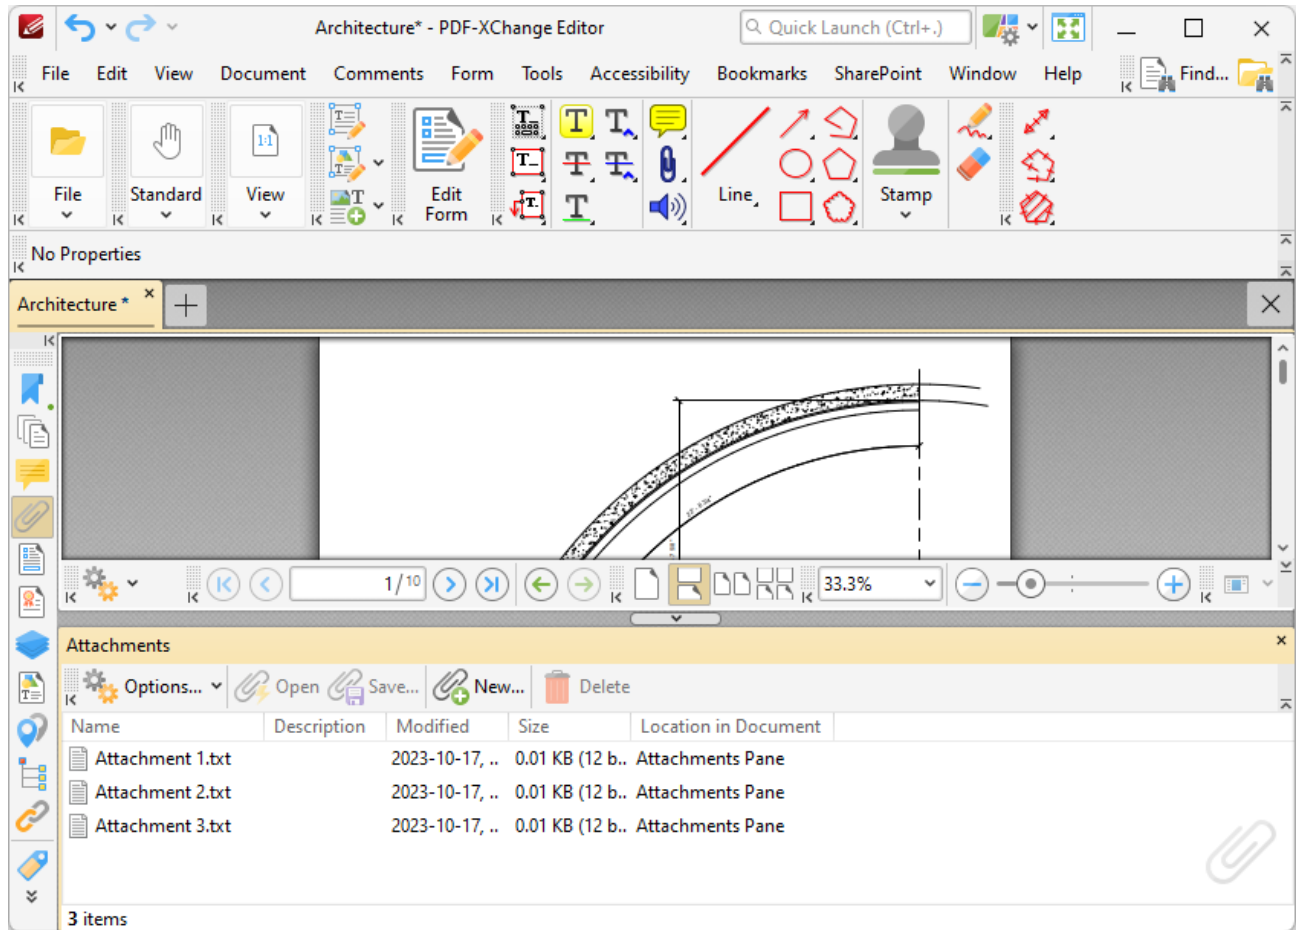 Architecture* - PDF-XChange Editor
Quick Launch (Ctrl+.)
File Edit View Document Comments Form Tools Accessibility Bookmarks SharePoint Window Help Find...
File
Standard
1:1
View
Edit Form
Line
Stamp
No Properties
Architecture *
1/10
33.3%
Attachments
Options... Open Save... New... Delete
Name Description Modified Size Location in Document
Attachment 1.txt 2023-10-17, .. 0.01 KB (12 b.. Attachments Pane
Attachment 2.txt 2023-10-17, .. 0.01 KB (12 b.. Attachments Pane
Attachment 3.txt 2023-10-17, .. 0.01 KB (12 b.. Attachments Pane
3 items